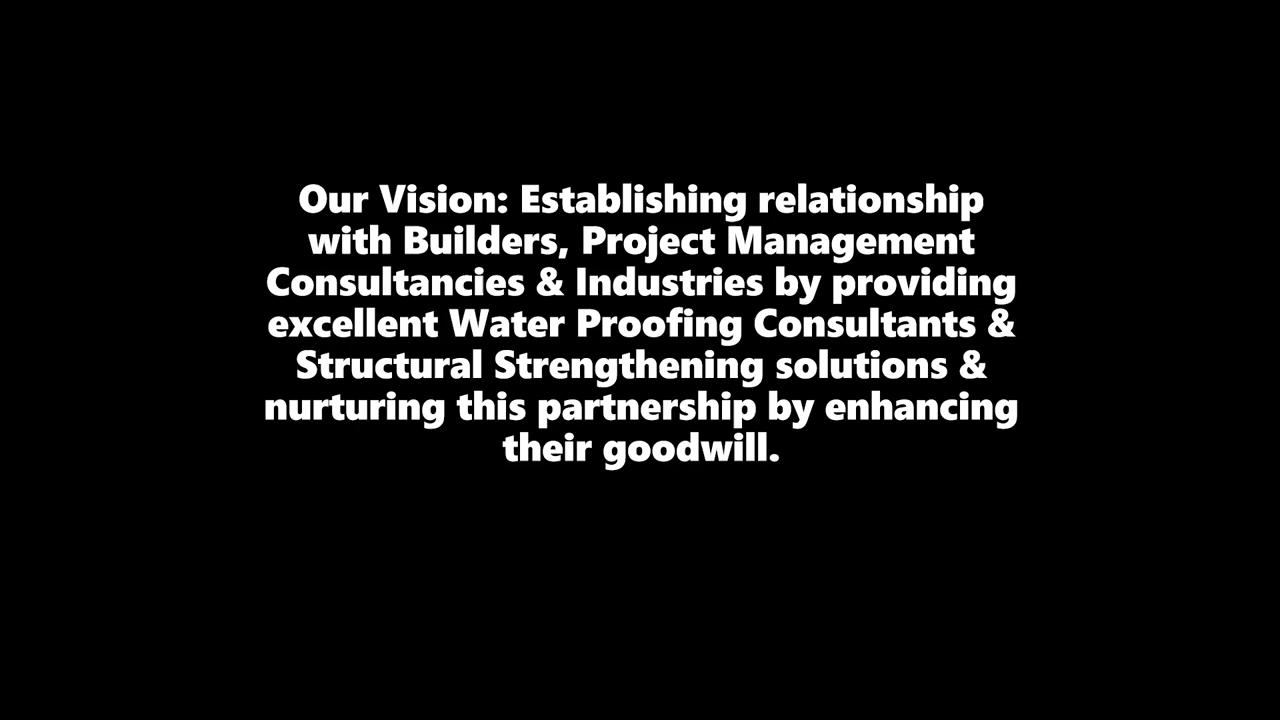 Our Vision: Establishing relationship
with Builders, Project Management
Consultancies & Industries by providing
excellent Water Proofing Consultants &
Structural Strengthening solutions &
nurturing this partnership by enhancing
their goodwill.